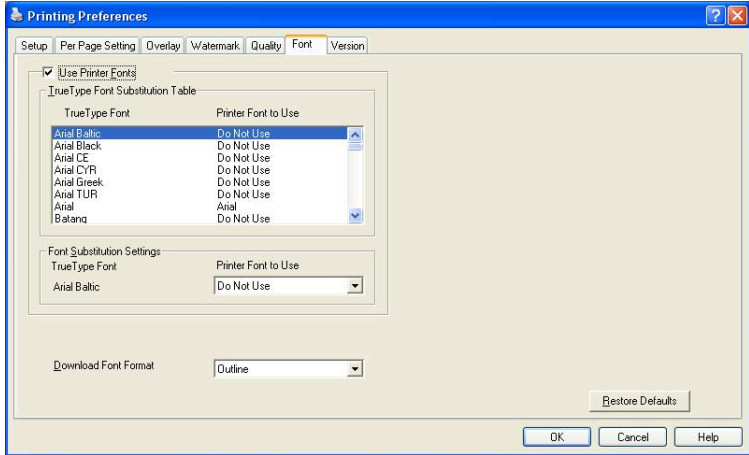 Printing Preferences
Setup Per Page Setting Overlay Watermark Quality Font Version
Use Printer Fonts
TrueType Font Substitution Table
TrueType Font Printer Font to Use
Arial Baltic Do Not Use
Arial Black Do Not Use
Arial CE Do Not Use
Arial CYR Do Not Use
Arial Greek Do Not Use
Arial TUR Do Not Use
Arial Arial
Batang Do Not Use
Font Substitution Settings
TrueType Font Printer Font to Use
Arial Baltic Do Not Use
Download Font Format Outline
Restore Defaults
OK Cancel Help